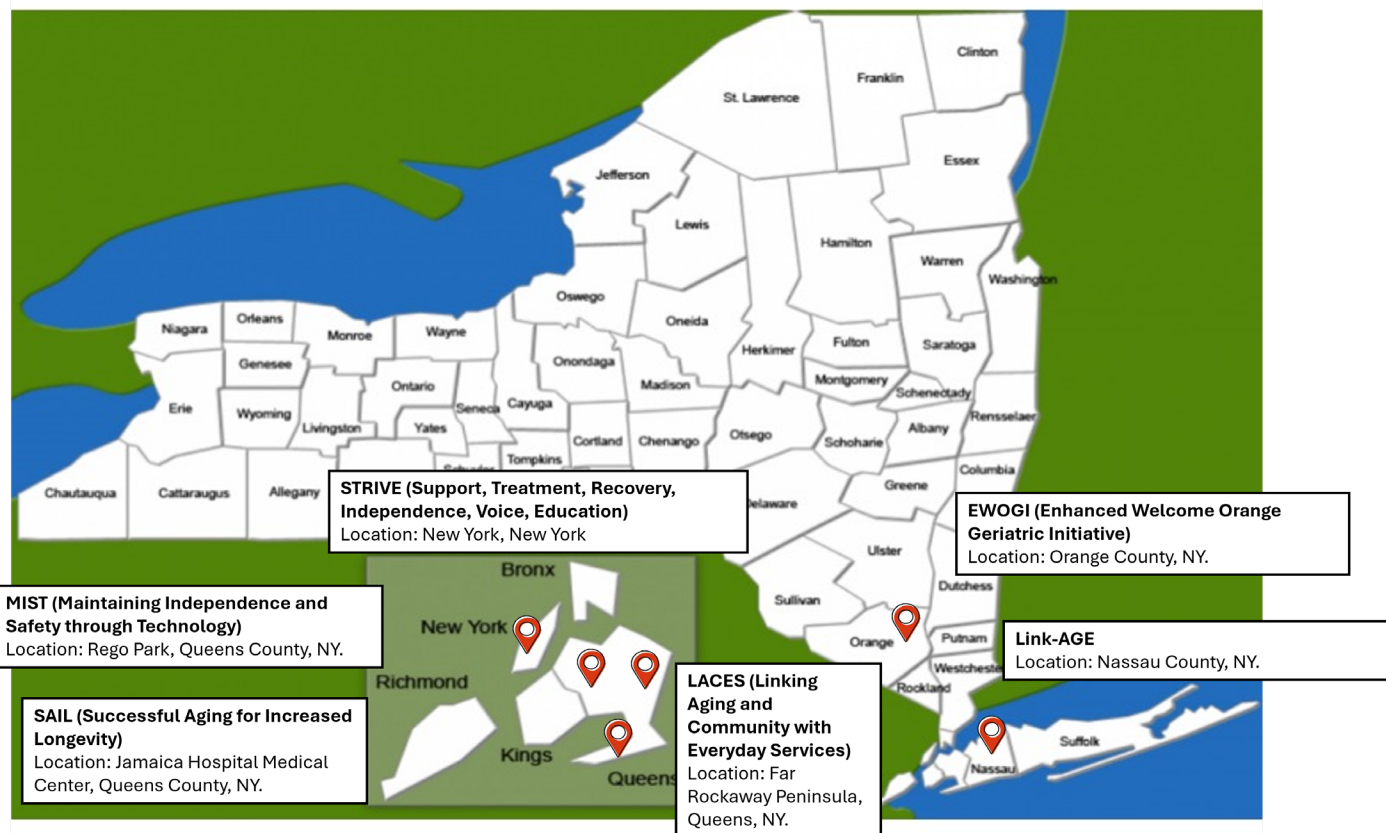 Clinton
Franklin
St. Lawrence
Essex
Jefferson
Lewis
Hamilton
Warren
Washington
Oswego
Oneida
Niagara
Orleans
Monroe
Wayne
Herkimer
Fulton
Saratoga
Genesee
Onondaga
Madison
Montgomery
Schenectady
Ontario
Seneca
Cayuga
Erie
Wyoming
Livingston
Yates
Rensselaer
Albany
Otsego
Schoharie
Cortland
Chenango
Tompkins
Columbia
Greene
Chautauqua
Cattaraugus
Allegany
STRIVE (Support, Treatment, Recovery,
Independence, Voice, Education)
Location: New York, New York
EWOGI (Enhanced Welcome Orange
Geriatric Initiative)
Location: Orange County, NY.
Ulster
Dutchess
Sullivan
Orange
Putnam
Rockland
Bronx
New York
Richmond
Kings
Queens
MIST (Maintaining Independence and
Safety through Technology)
Location: Rego Park, Queens County, NY.
Link-AGE
Location: Nassau County, NY.
SAIL (Successful Aging for Increased
Longevity)
Location: Jamaica Hospital Medical
Center, Queens County, NY.
LACES (Linking
Aging and
Community with
Everyday Services)
Location: Far
Rockaway Peninsula,
Queens, NY.
Suffolk
Nassau